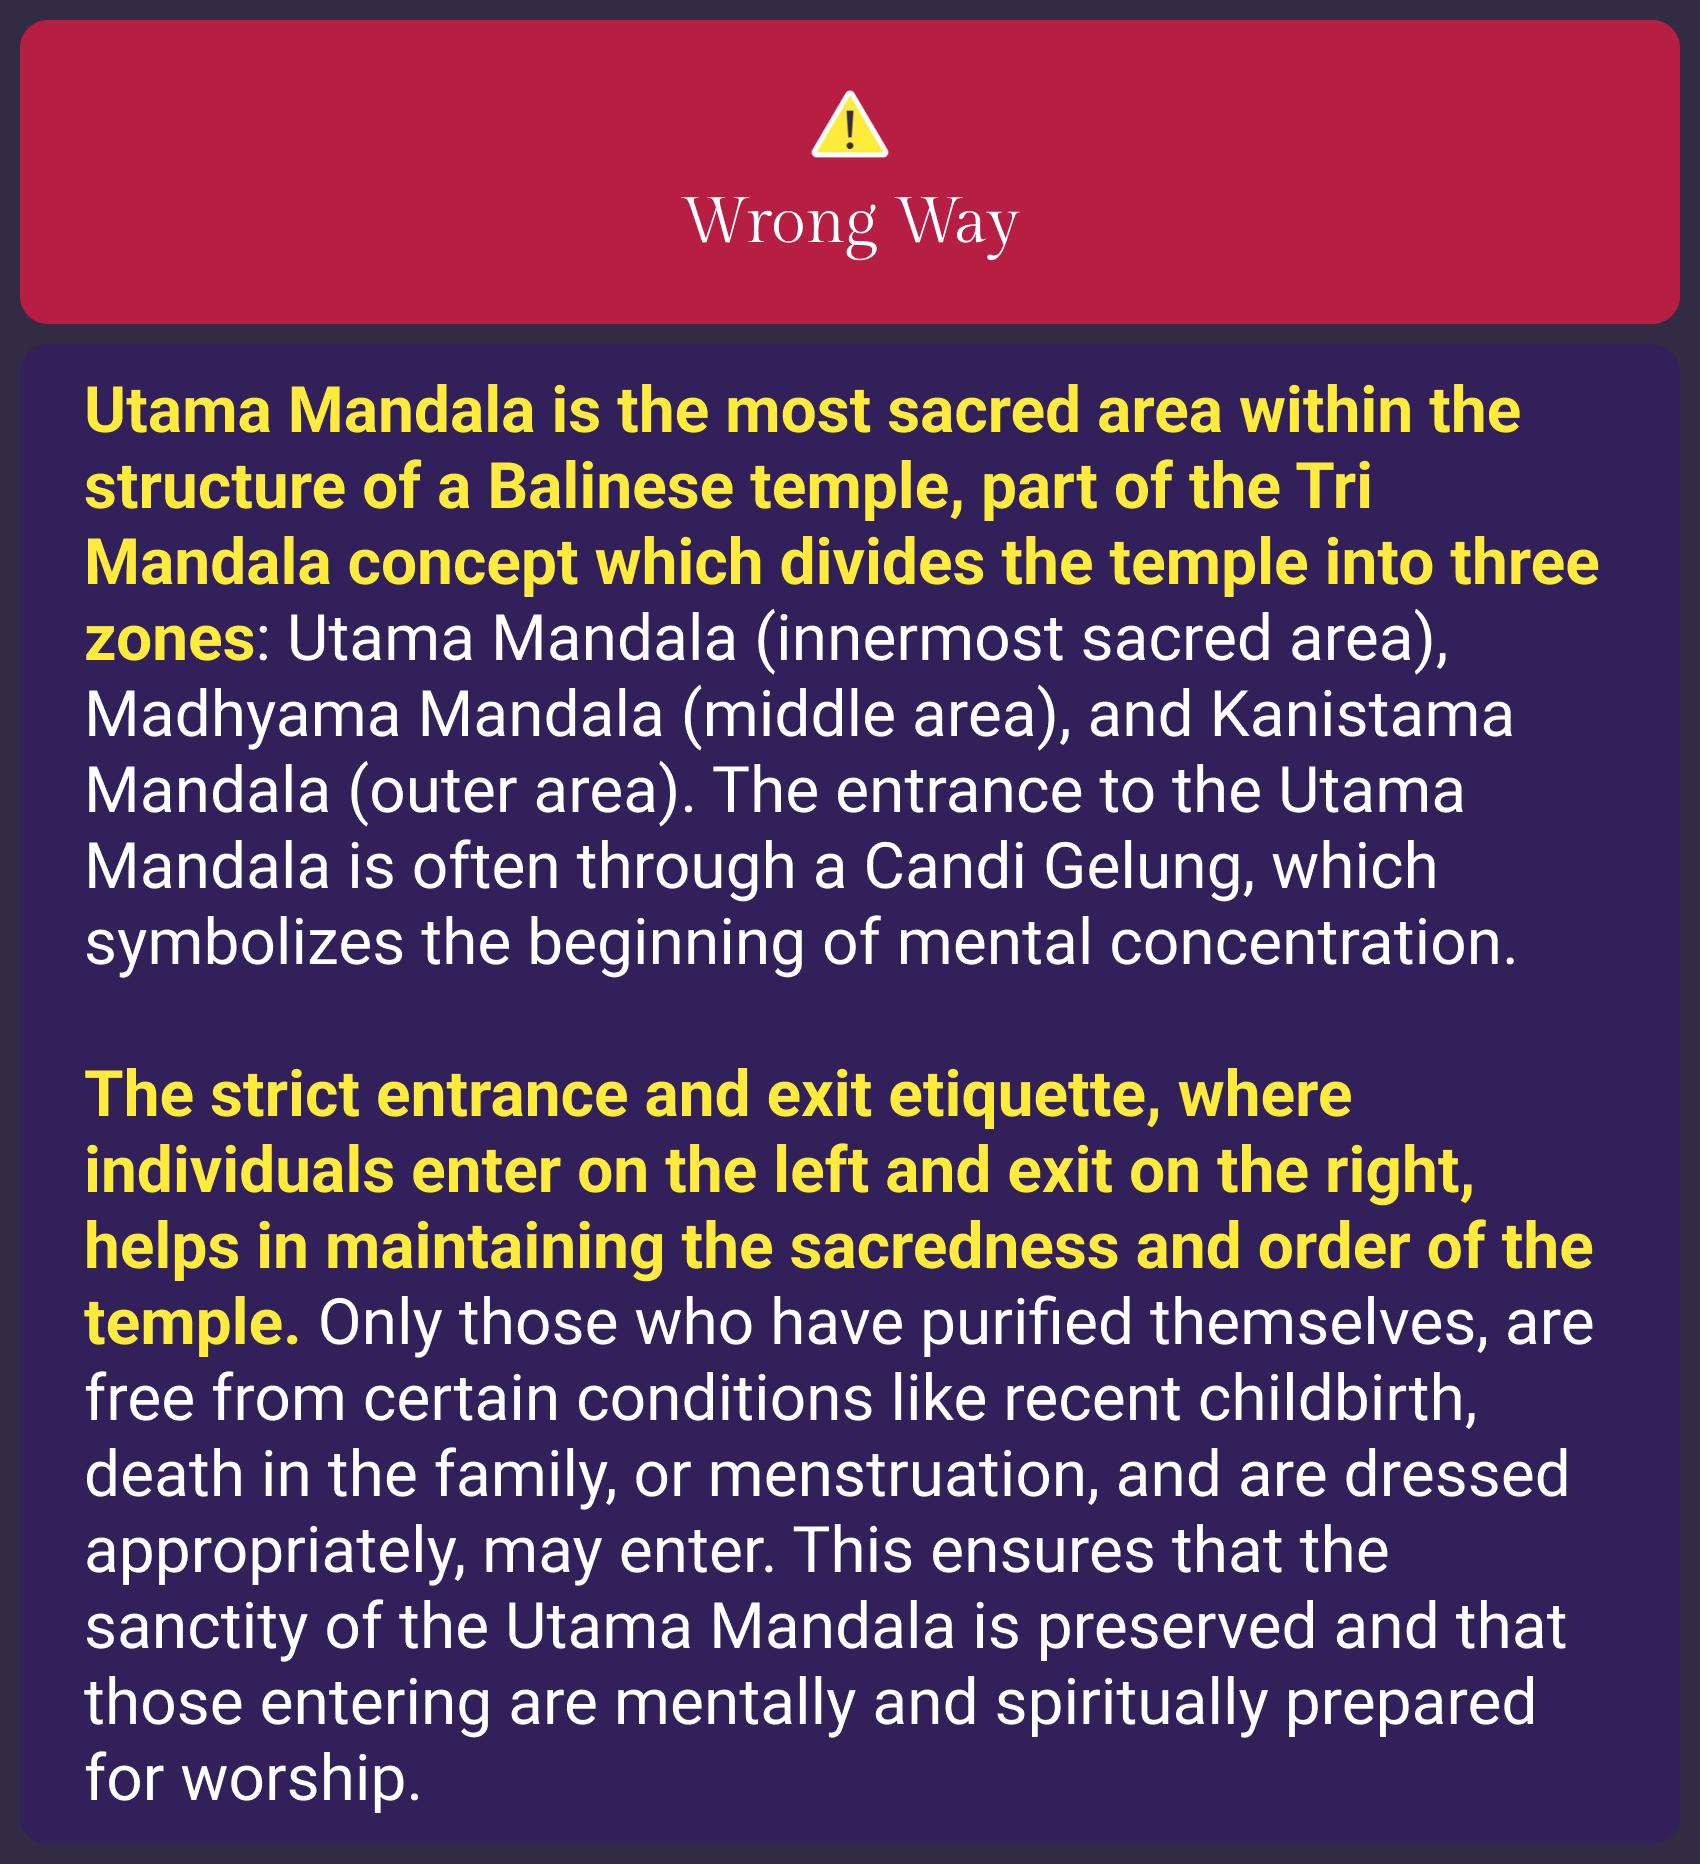 Wrong Way
Utama Mandala is the most sacred area within the
structure of a Balinese temple, part of the Tri
Mandala concept which divides the temple into three
zones: Utama Mandala (innermost sacred area),
Madhyama Mandala (middle area), and Kanistama
Mandala (outer area). The entrance to the Utama
Mandala is often through a Candi Gelung, which
symbolizes the beginning of mental concentration.
The strict entrance and exit etiquette, where
individuals enter on the left and exit on the right,
helps in maintaining the sacredness and order of the
temple. Only those who have purified themselves, are
free from certain conditions like recent childbirth,
death in the family, or menstruation, and are dressed
appropriately, may enter. This ensures that the
sanctity of the Utama Mandala is preserved and that
those entering are mentally and spiritually prepared
for worship.